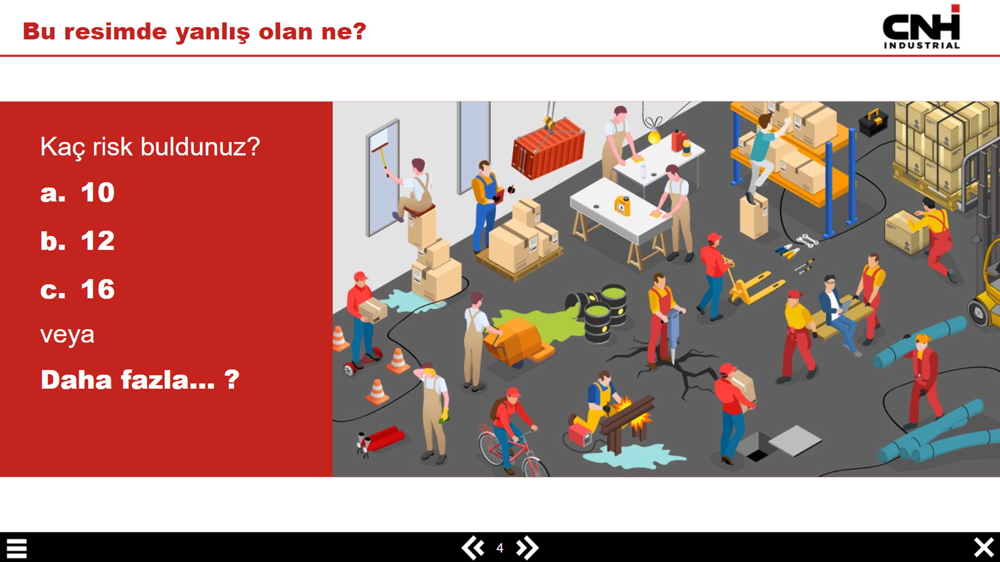 Bu resimde yanlış olan ne?
CNH
INDUSTRIAL
Kaç risk buldunuz?
a. 10
b. 12
c. 16
veya
Daha fazla... ?
4